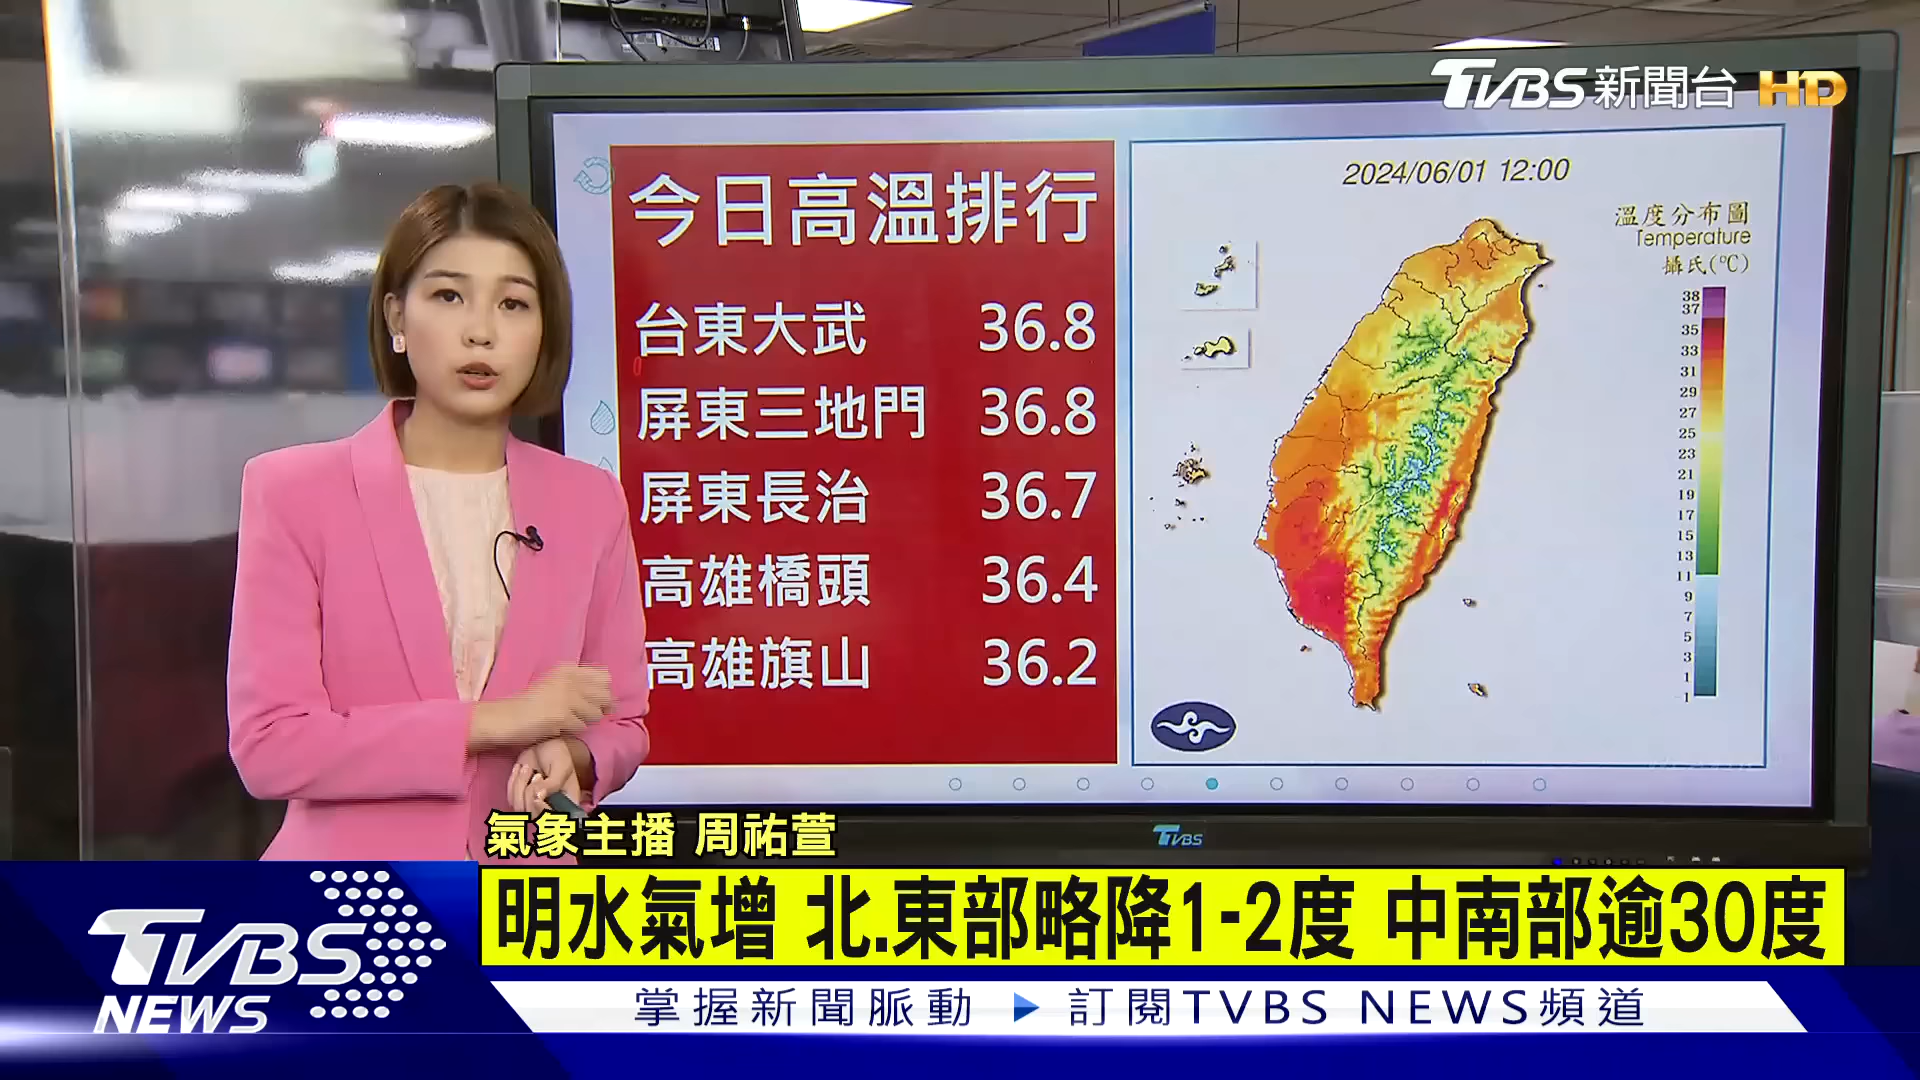 TVBS新聞台 HD
今日高溫排行
台東大武 36.8
屏東三地門 36.8
屏東長治 36.7
高雄橋頭 36.4
高雄旗山 36.2
2024/06/01 12:00
溫度分布圖
Temperature
攝氏(℃)
38
37
35
33
31
29
27
25
23
21
19
17
15
13
11
9
7
5
3
1
-1
TVBS
氣象主播 周祐萱
明水氣增 北.東部略降1-2度 中南部逾30度
TVBS
NEWS
掌握新聞脈動 ▶ 訂閱TVBS NEWS頻道